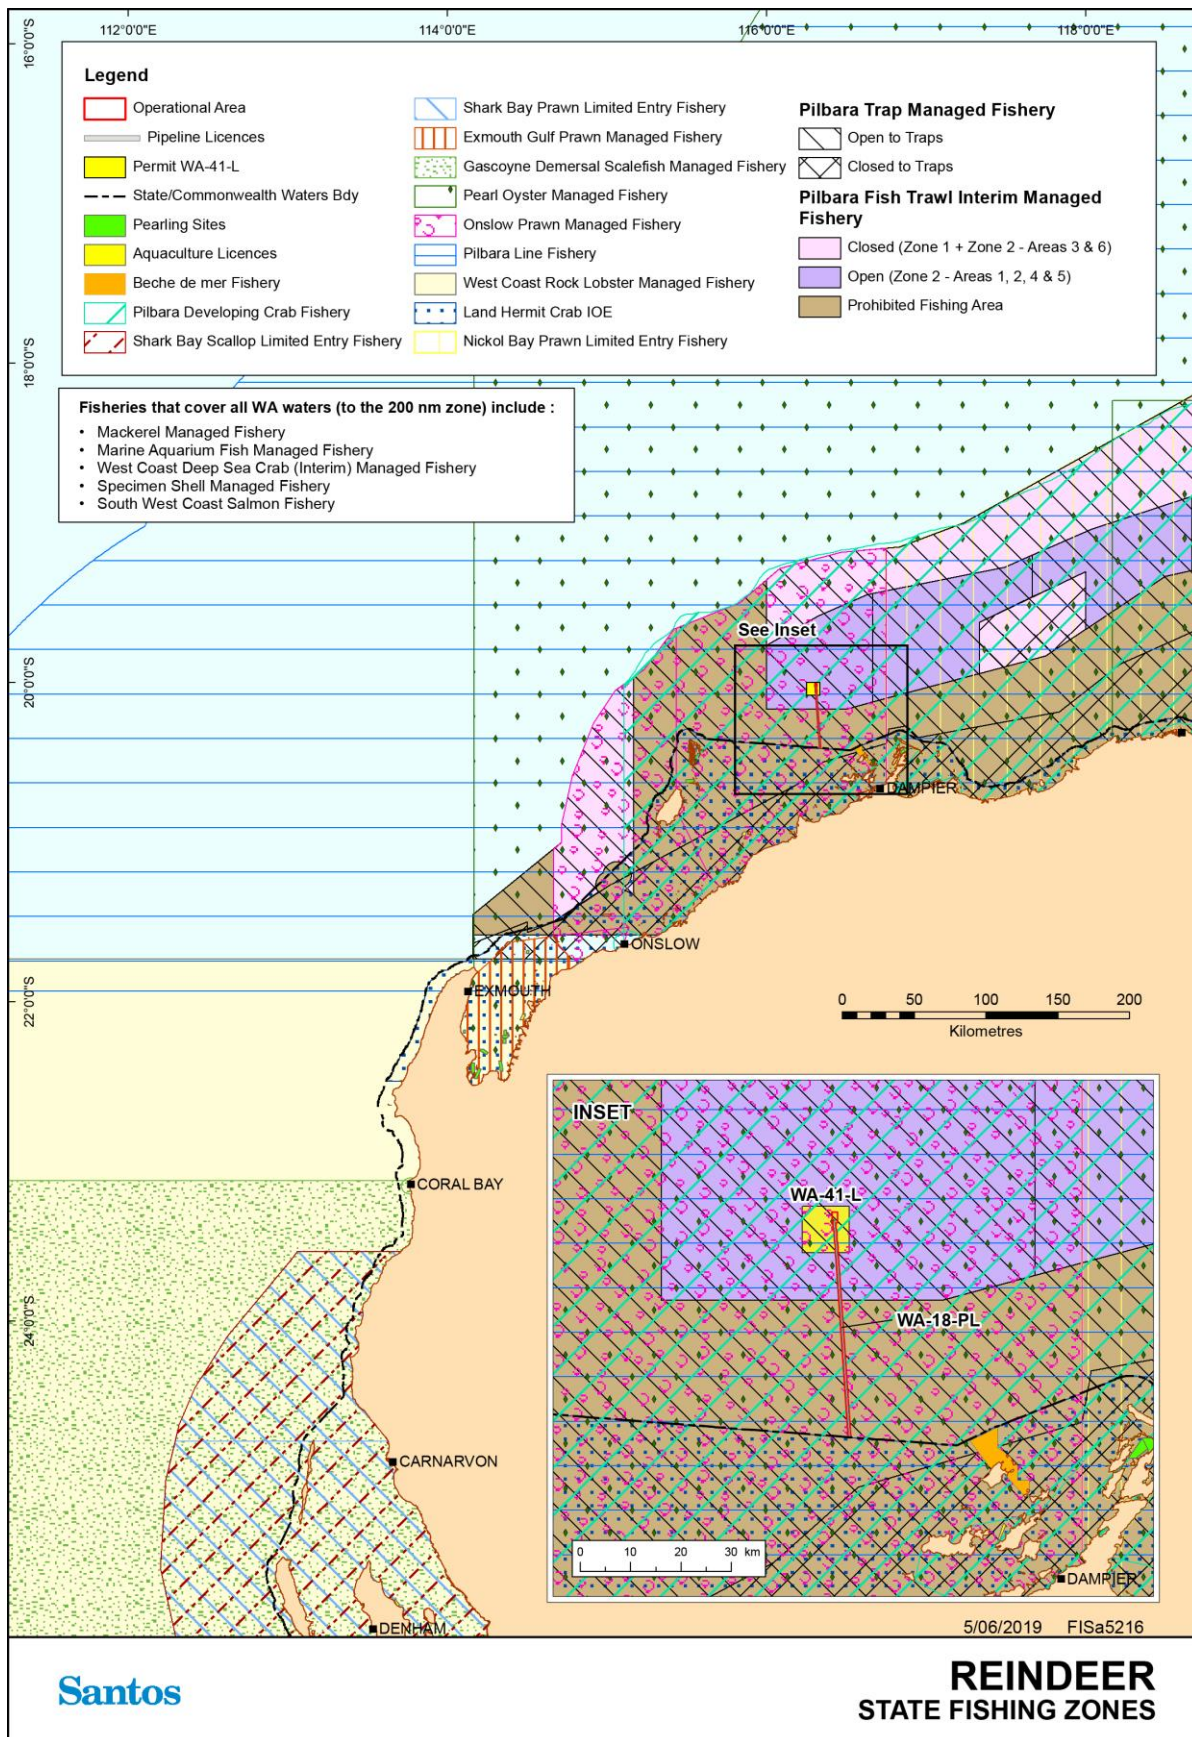 112°0'0"E
114°0'0"E
116°0'0"E
118°0'0"E
16°0'0"S
18°0'0"S
20°0'0"S
22°0'0"S
24°0'0"S
Legend
Operational Area
Pipeline Licences
Permit WA-41-L
State/Commonwealth Waters Bdy
Pearling Sites
Aquaculture Licences
Beche de mer Fishery
Pilbara Developing Crab Fishery
Shark Bay Scallop Limited Entry Fishery
Shark Bay Prawn Limited Entry Fishery
Exmouth Gulf Prawn Managed Fishery
Gascoyne Demersal Scalefish Managed Fishery
Pearl Oyster Managed Fishery
Onslow Prawn Managed Fishery
Pilbara Line Fishery
West Coast Rock Lobster Managed Fishery
Land Hermit Crab IOE
Nickol Bay Prawn Limited Entry Fishery
Pilbara Trap Managed Fishery
Open to Traps
Closed to Traps
Pilbara Fish Trawl Interim Managed
Fishery
Closed (Zone 1 + Zone 2 - Areas 3 & 6)
Open (Zone 2 - Areas 1, 2, 4 & 5)
Prohibited Fishing Area
Fisheries that cover all WA waters (to the 200 nm zone) include :
• Mackerel Managed Fishery
• Marine Aquarium Fish Managed Fishery
• West Coast Deep Sea Crab (Interim) Managed Fishery
• Specimen Shell Managed Fishery
• South West Coast Salmon Fishery
See Inset
DAMPIER
ONSLOW
EXMOUTH
0 50 100 150 200
Kilometres
CORAL BAY
CARNARVON
DENHAM
INSET
WA-41-L
WA-18-PL
0 10 20 30 km
DAMPIER
5/06/2019 FISa5216
Santos
REINDEER
STATE FISHING ZONES